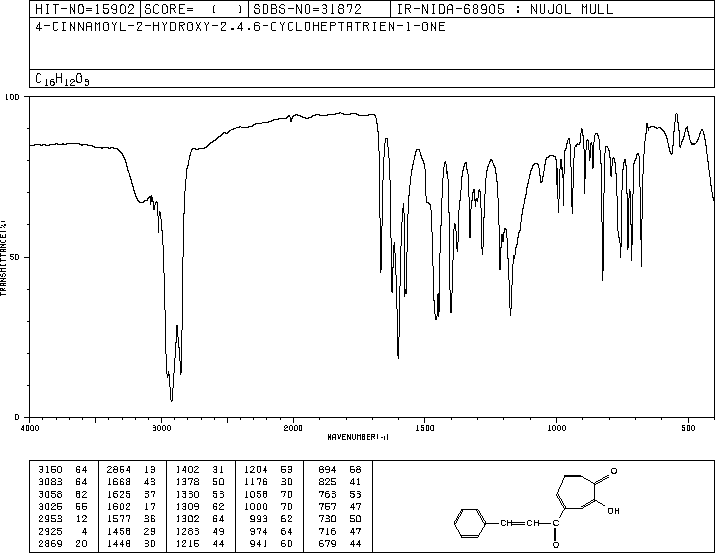 HIT-NO=15902 SCORE= ( ) SDBS-NO=31872 IR-NIDA-68905 : NUJOL MULL
4-CINNAMOYL-2-HYDROXY-2,4,6-CYCLOHEPTATRIEN-1-ONE
C16H12O3
100
50
0
TRANSMITTANCE(%)
4000 3000 2000 1500 1000 500
WAVENUMBER(-1)
3160 64 2864 13 1402 31 1204 53 894 58
3083 64 1668 43 1378 50 1176 30 825 41
3058 62 1625 37 1330 53 1058 70 763 53
3025 55 1602 17 1309 62 1000 70 757 47
2953 12 1577 36 1302 64 993 62 730 50
2925 4 1458 29 1283 49 974 64 716 47
2869 20 1448 30 1215 44 941 60 679 44
O
OH
CH CH C
O